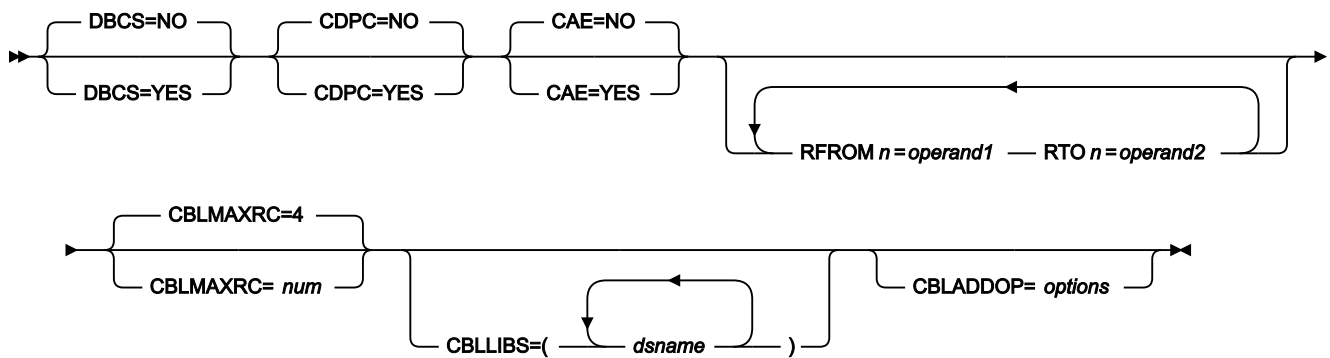 DBCS=NO CDPC=NO CAE=NO
DBCS=YES CDPC=YES CAE=YES
RFROM n=operand1 RTO n=operand2
CBLMAXRC=4
CBLMAXRC= num CBLADDOP= options
CBLLIBS=( dsname )